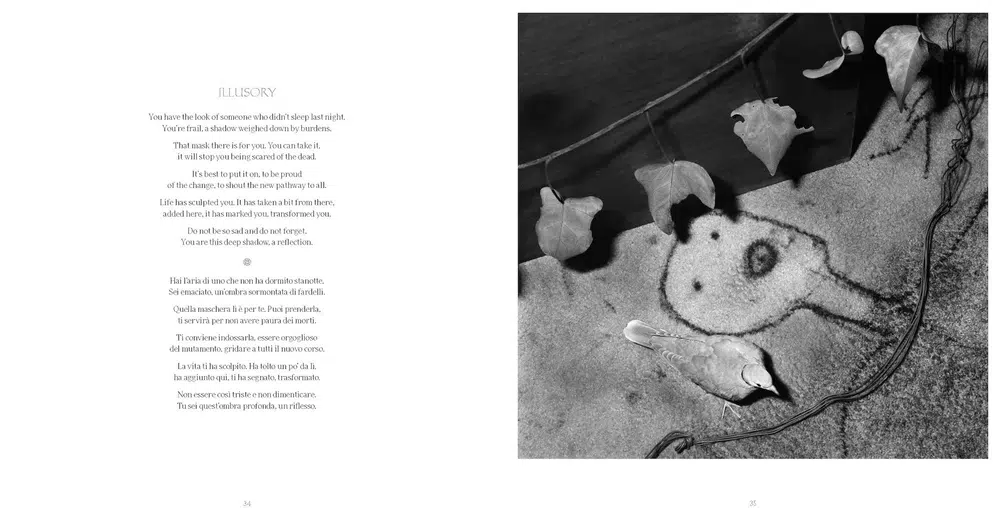 ILLUSORY
You have the look of someone who didn't sleep last night.
You're frail, a shadow weighed down by burdens.
That mask there is for you. You can take it,
it will stop you being scared of the dead.
It's best to put it on, to be proud
of the change, to shout the new pathway to all.
Life has sculpted you. It has taken a bit from there,
added here, it has marked you, transformed you.
Do not be so sad and do not forget.
You are this deep shadow, a reflection.
Hai l'aria di uno che non ha dormito stanotte.
Sei emaciato, un'ombra sormontata di fardelli.
Quella maschera lì è per te. Puoi prenderla,
ti servirà per non avere paura dei morti.
Ti conviene indossarla, essere orgoglioso
del mutamento, gridare a tutti il nuovo corso.
La vita ti ha scolpito. Ha tolto un po' da lì,
ha aggiunto qui, ti ha segnato, trasformato.
Non essere così triste e non dimenticare.
Tu sei quest'ombra profonda, un riflesso.
34
35